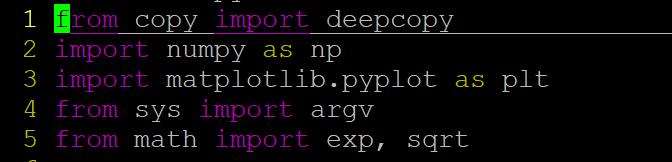 1 from copy import deepcopy
2 import numpy as np
3 import matplotlib.pyplot as plt
4 from sys import argv
5 from math import exp, sqrt